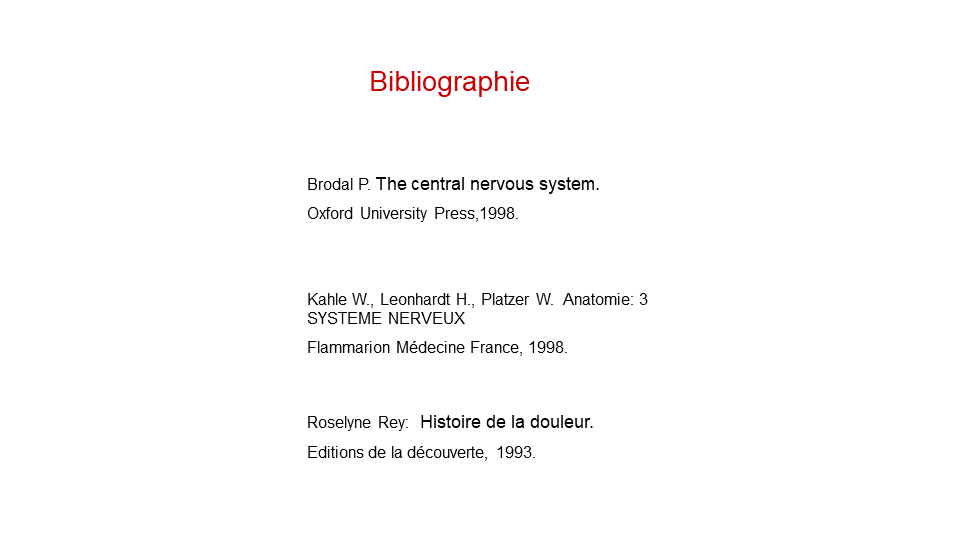 Bibliographie
Brodal P. The central nervous system.
Oxford University Press,1998.
Kahle W., Leonhardt H., Platzer W. Anatomie: 3
SYSTEME NERVEUX
Flammarion Médecine France, 1998.
Roselyne Rey: Histoire de la douleur.
Editions de la découverte, 1993.